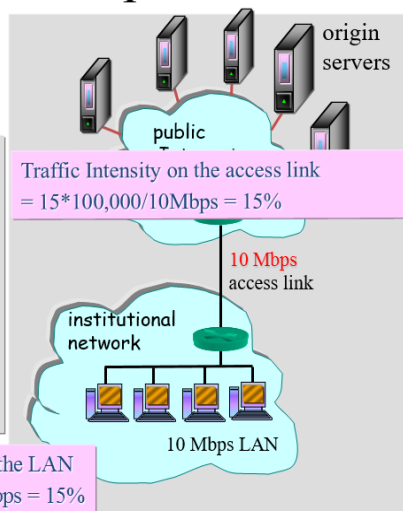 origin
servers
public
Traffic Intensity on the access link
= 15*100,000/10Mbps = 15%
10 Mbps
access link
institutional
network
10 Mbps LAN
the LAN
ps = 15%